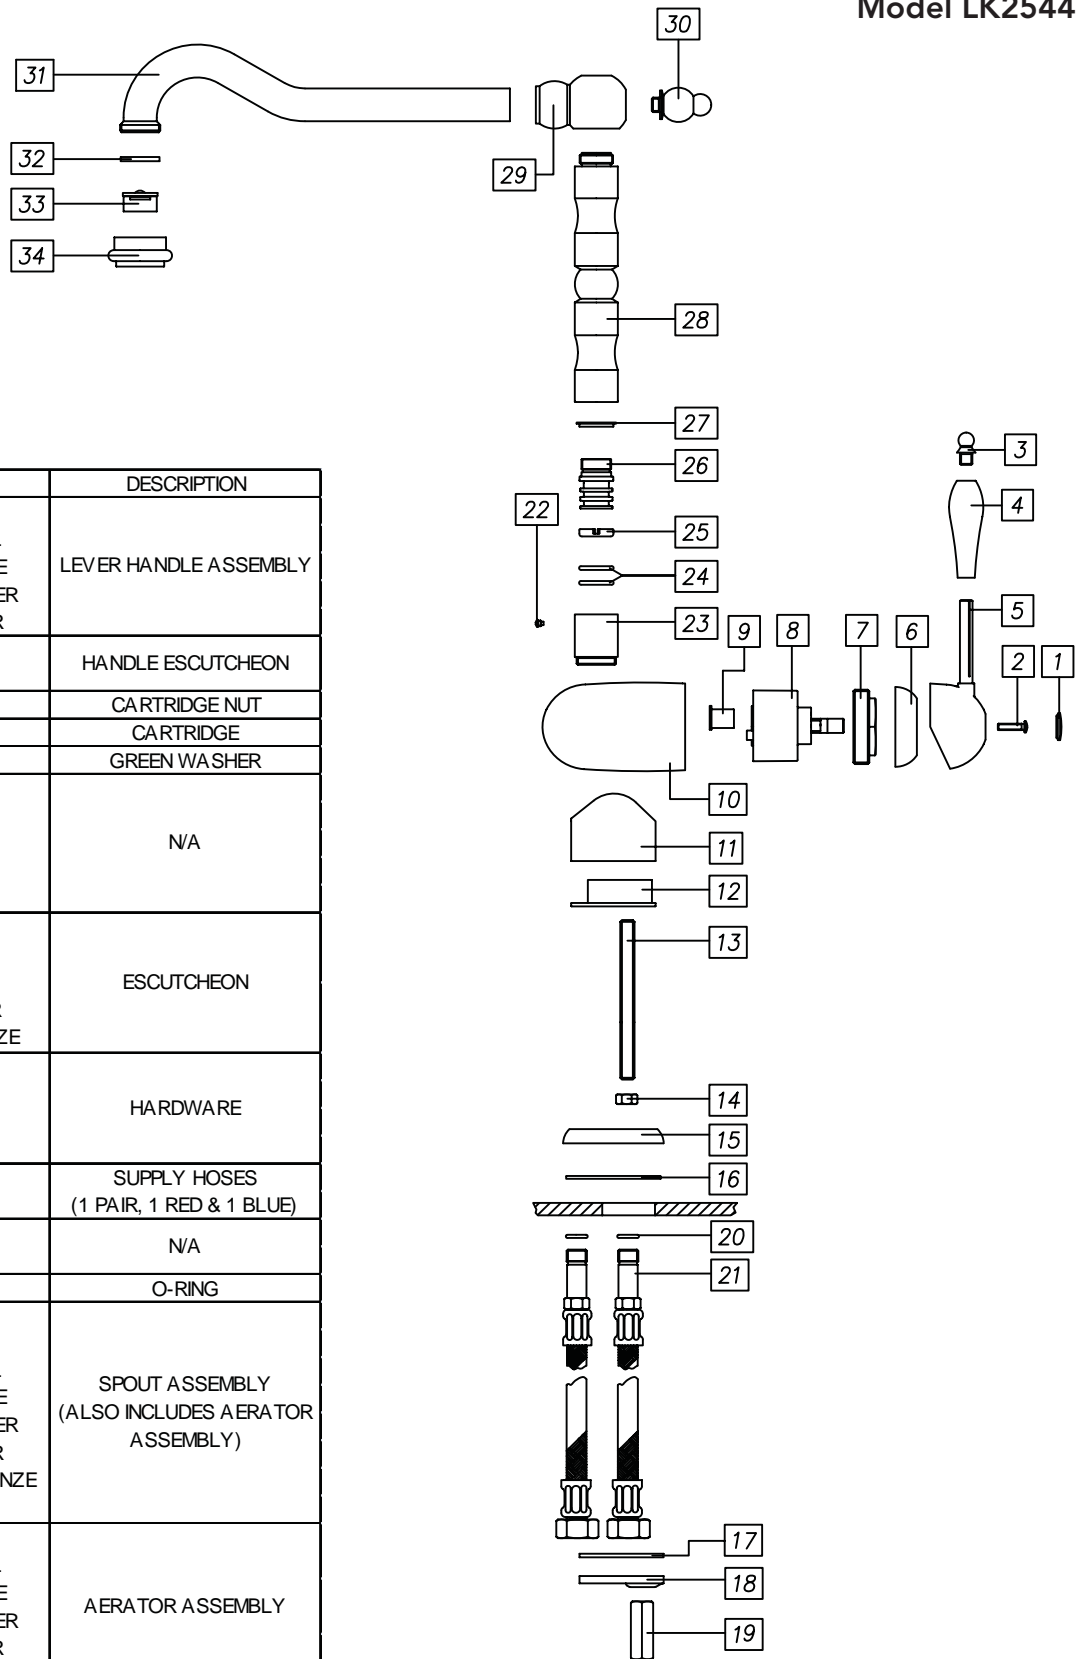 Model LK2544
30
31
32
29
33
34
28
27
26
3
22
4
25
24
5
23
9
8
7
6
2
1
10
11
12
13
14
15
16
20
21
17
18
19
DESCRIPTION
LEVER HANDLE ASSEMBLY
HANDLE ESCUTCHEON
CARTRIDGE NUT
CARTRIDGE
GREEN WASHER
N/A
ESCUTCHEON
HARDWARE
SUPPLY HOSES
(1 PAIR, 1 RED & 1 BLUE)
N/A
O-RING
SPOUT ASSEMBLY
(ALSO INCLUDES AERATOR
ASSEMBLY)
AERATOR ASSEMBLY